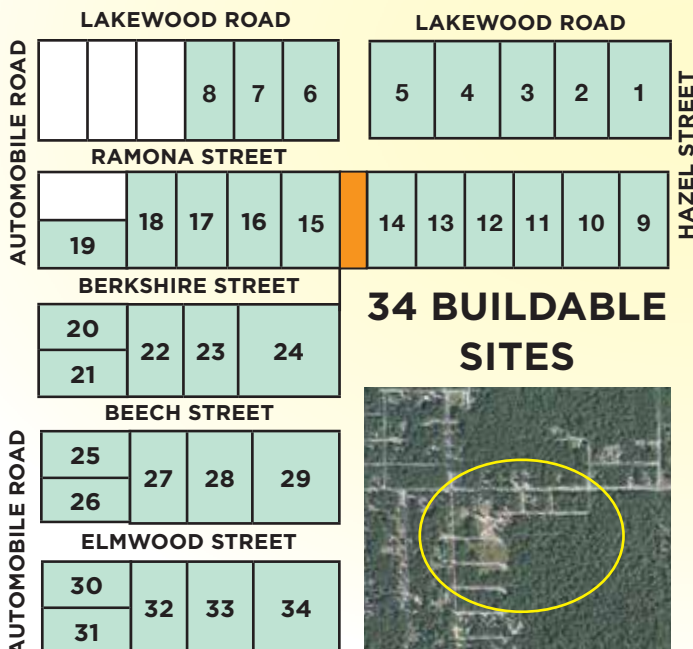 LAKEWOOD ROAD
LAKEWOOD ROAD
AUTOMOBILE ROAD
HAZEL STREET
8 7 6
5 4 3 2 1
RAMONA STREET
18 17 16 15 14 13 12 11 10 9
19
BERKSHIRE STREET
20
21
22 23 24
34 BUILDABLE
SITES
BEECH STREET
AUTOMOBILE ROAD
25
26
27 28 29
ELMWOOD STREET
30
31
32 33 34